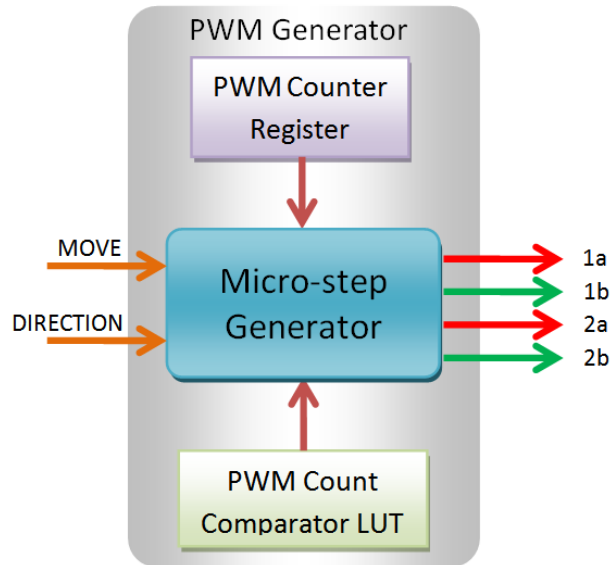 PWM Generator
PWM Counter
Register
MOVE
DIRECTION
Micro-step
Generator
1a
1b
2a
2b
PWM Count
Comparator LUT